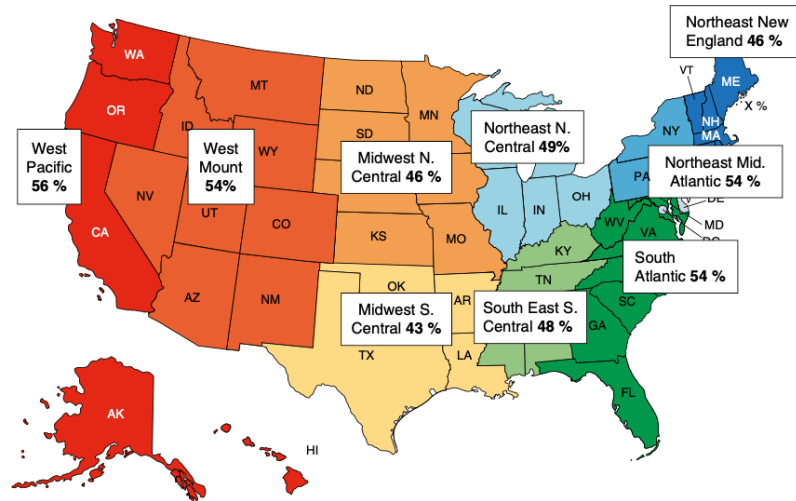 Northeast New
England 46 %
WA
MT
ND
VT
ME
OR
MN
X %
ID
SD
NY
NH
MA
West
Pacific
56 %
West
Mount
54%
WY
Midwest N.
Central 46 %
Northeast N.
Central 49%
PA
Northeast Mid.
Atlantic 54 %
NV
UT
IL
IN
OH
DE
CA
CO
KS
MO
WV
VA
MD
KY
South
Atlantic 54 %
AZ
NM
OK
AR
TN
SC
Midwest S.
Central 43 %
South East S.
Central 48 %
GA
TX
LA
FL
AK
HI